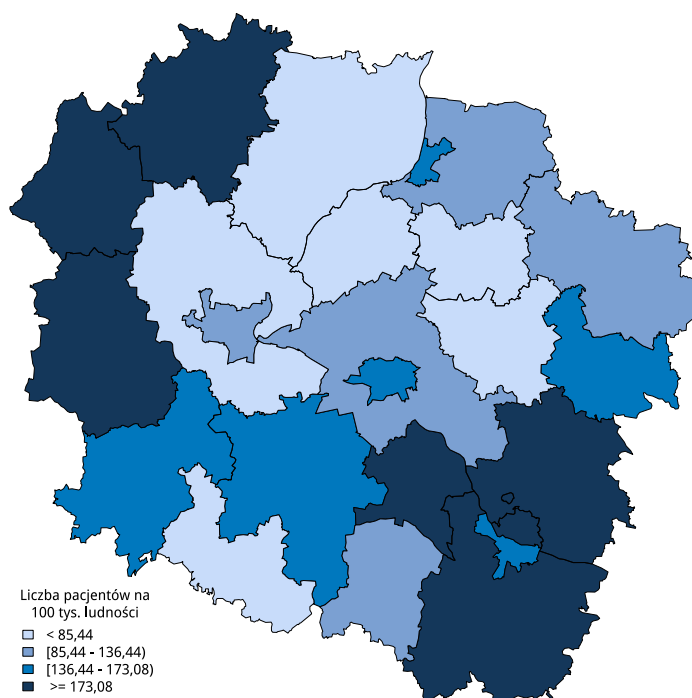 Liczba pacjentów na
100 tys. ludności
< 85,44
[85,44 - 136,44)
[136,44 - 173,08)
>= 173,08